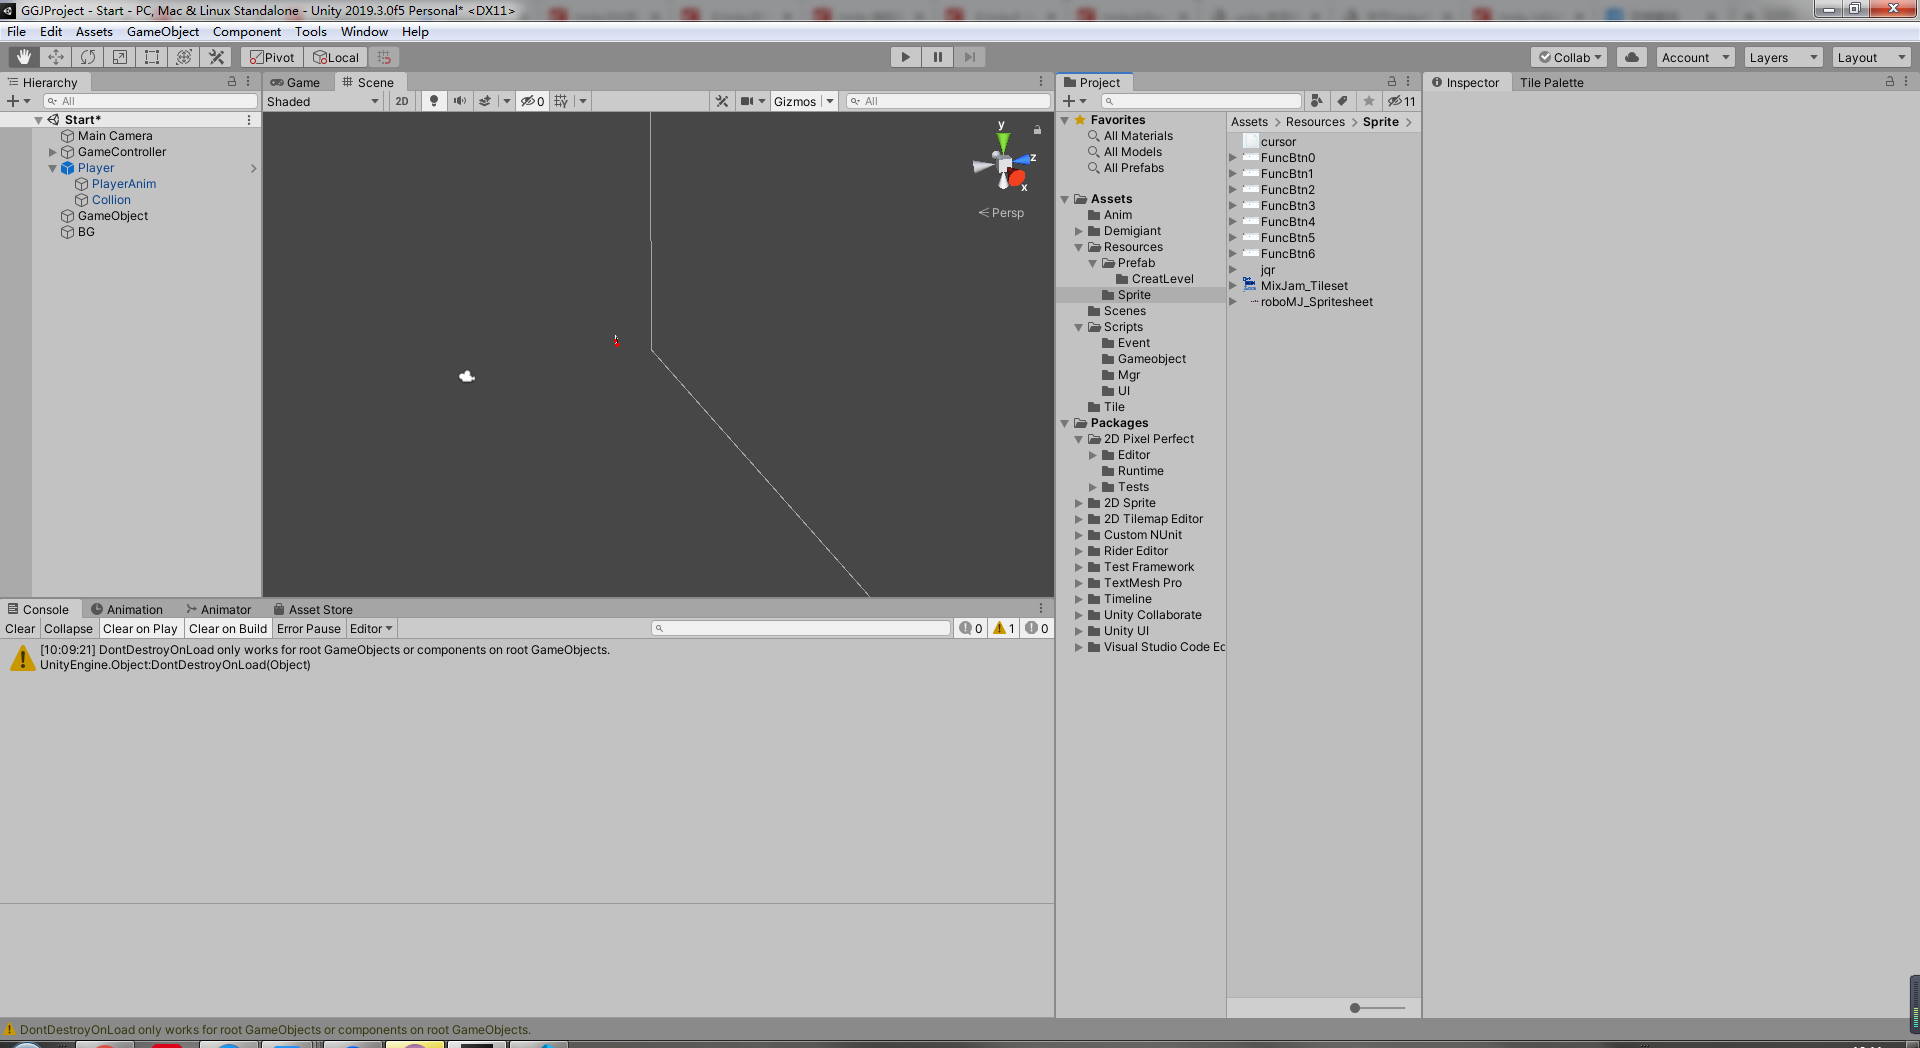 GGJProject - Start - PC, Mac & Linux Standalone - Unity 2019.3.0f5 Personal* <DX11>
File Edit Assets GameObject Component Tools Window Help
Pivot Local Collab Account Layers Layout
Hierarchy
All
Start*
Main Camera
GameController
Player
PlayerAnim
Collion
GameObject
BG
Game Scene
Shaded 2D 0 Gizmos All
y
z
x
Persp
Project
11
Favorites
All Materials
All Models
All Prefabs
Assets
Anim
Demigiant
Resources
Prefab
CreatLevel
Sprite
Scenes
Scripts
Event
Gameobject
Mgr
UI
Tile
Packages
2D Pixel Perfect
Editor
Runtime
Tests
2D Sprite
2D Tilemap Editor
Custom NUnit
Rider Editor
Test Framework
TextMesh Pro
Timeline
Unity Collaborate
Unity UI
Visual Studio Code Ec
Assets > Resources > Sprite >
cursor
FuncBtn0
FuncBtn1
FuncBtn2
FuncBtn3
FuncBtn4
FuncBtn5
FuncBtn6
jqr
MixJam_Tileset
roboMJ_Spritesheet
Inspector Tile Palette
Console Animation Animator Asset Store
Clear Collapse Clear on Play Clear on Build Error Pause Editor 0 1 0
[10:09:21] DontDestroyOnLoad only works for root GameObjects or components on root GameObjects.
UnityEngine.Object:DontDestroyOnLoad(Object)
DontDestroyOnLoad only works for root GameObjects or components on root GameObjects.